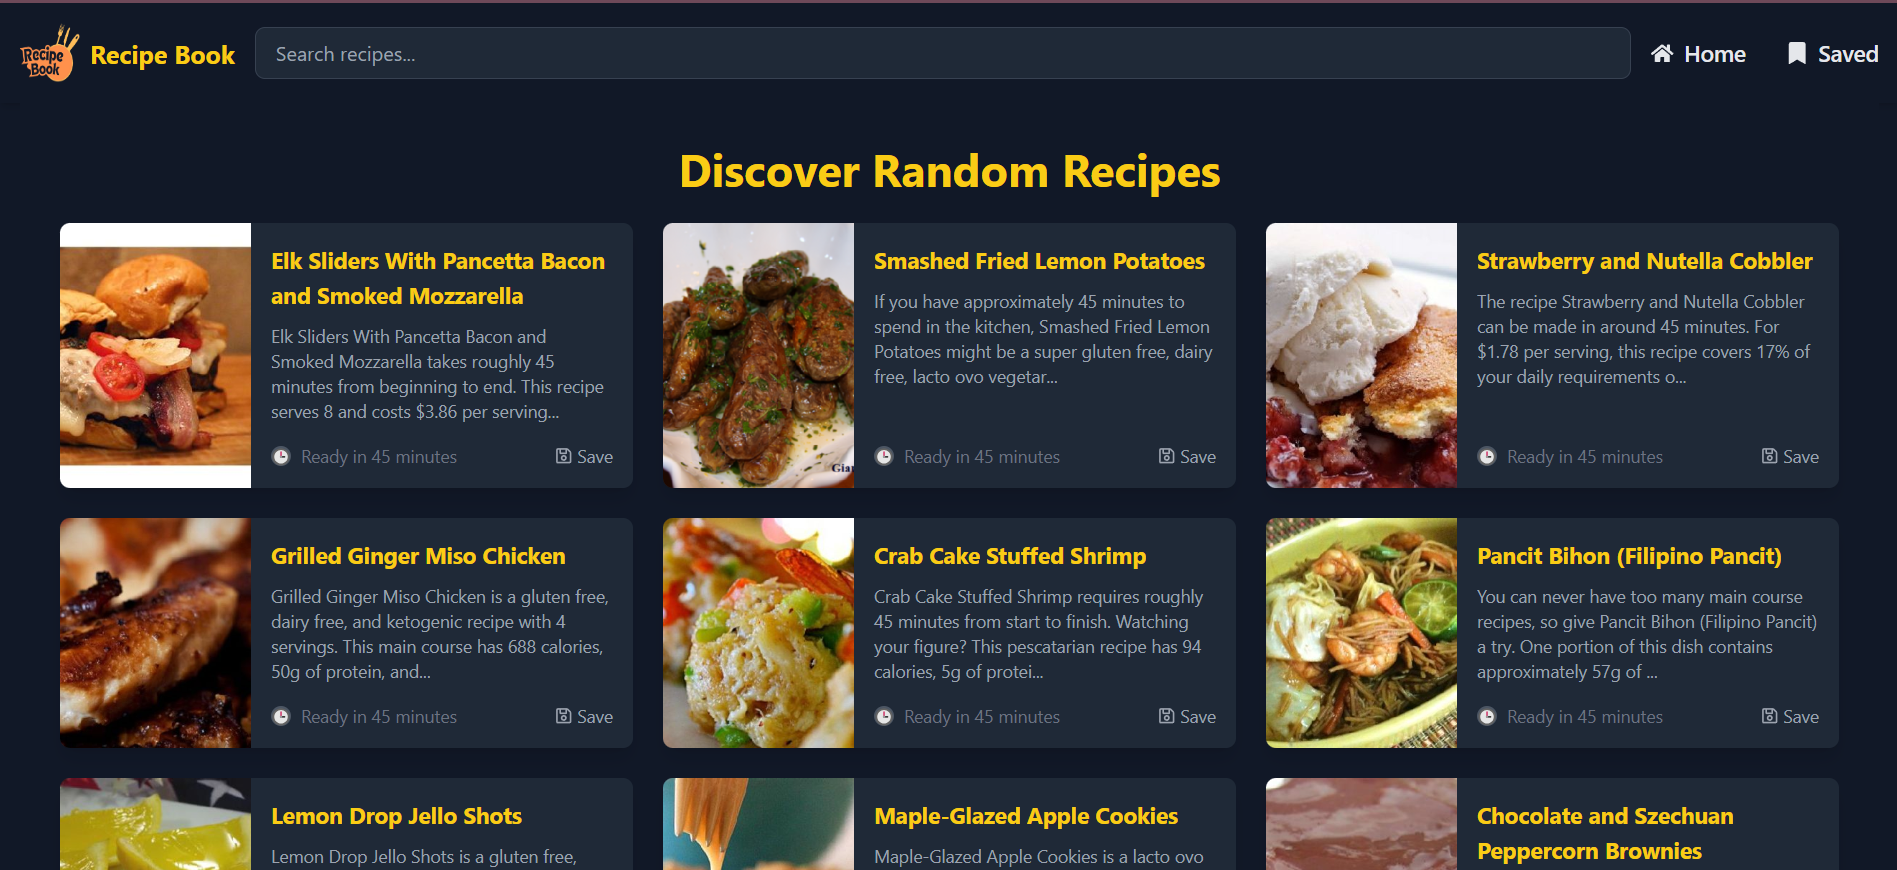 Recipe
Book
Recipe Book
Search recipes...
Home
Saved
Discover Random Recipes
Elk Sliders With Pancetta Bacon
and Smoked Mozzarella
Elk Sliders With Pancetta Bacon and
Smoked Mozzarella takes roughly 45
minutes from beginning to end. This recipe
serves 8 and costs $3.86 per serving...
Ready in 45 minutes
Save
Smashed Fried Lemon Potatoes
If you have approximately 45 minutes to
spend in the kitchen, Smashed Fried Lemon
Potatoes might be a super gluten free, dairy
free, lacto ovo vegetar...
Ready in 45 minutes
Save
Strawberry and Nutella Cobbler
The recipe Strawberry and Nutella Cobbler
can be made in around 45 minutes. For
$1.78 per serving, this recipe covers 17% of
your daily requirements o...
Ready in 45 minutes
Save
Grilled Ginger Miso Chicken
Grilled Ginger Miso Chicken is a gluten free,
dairy free, and ketogenic recipe with 4
servings. This main course has 688 calories,
50g of protein, and...
Ready in 45 minutes
Save
Crab Cake Stuffed Shrimp
Crab Cake Stuffed Shrimp requires roughly
45 minutes from start to finish. Watching
your figure? This pescatarian recipe has 94
calories, 5g of protei...
Ready in 45 minutes
Save
Pancit Bihon (Filipino Pancit)
You can never have too many main course
recipes, so give Pancit Bihon (Filipino Pancit)
a try. One portion of this dish contains
approximately 57g of ...
Ready in 45 minutes
Save
Lemon Drop Jello Shots
Lemon Drop Jello Shots is a gluten free,
Maple-Glazed Apple Cookies
Maple-Glazed Apple Cookies is a lacto ovo
Chocolate and Szechuan
Peppercorn Brownies